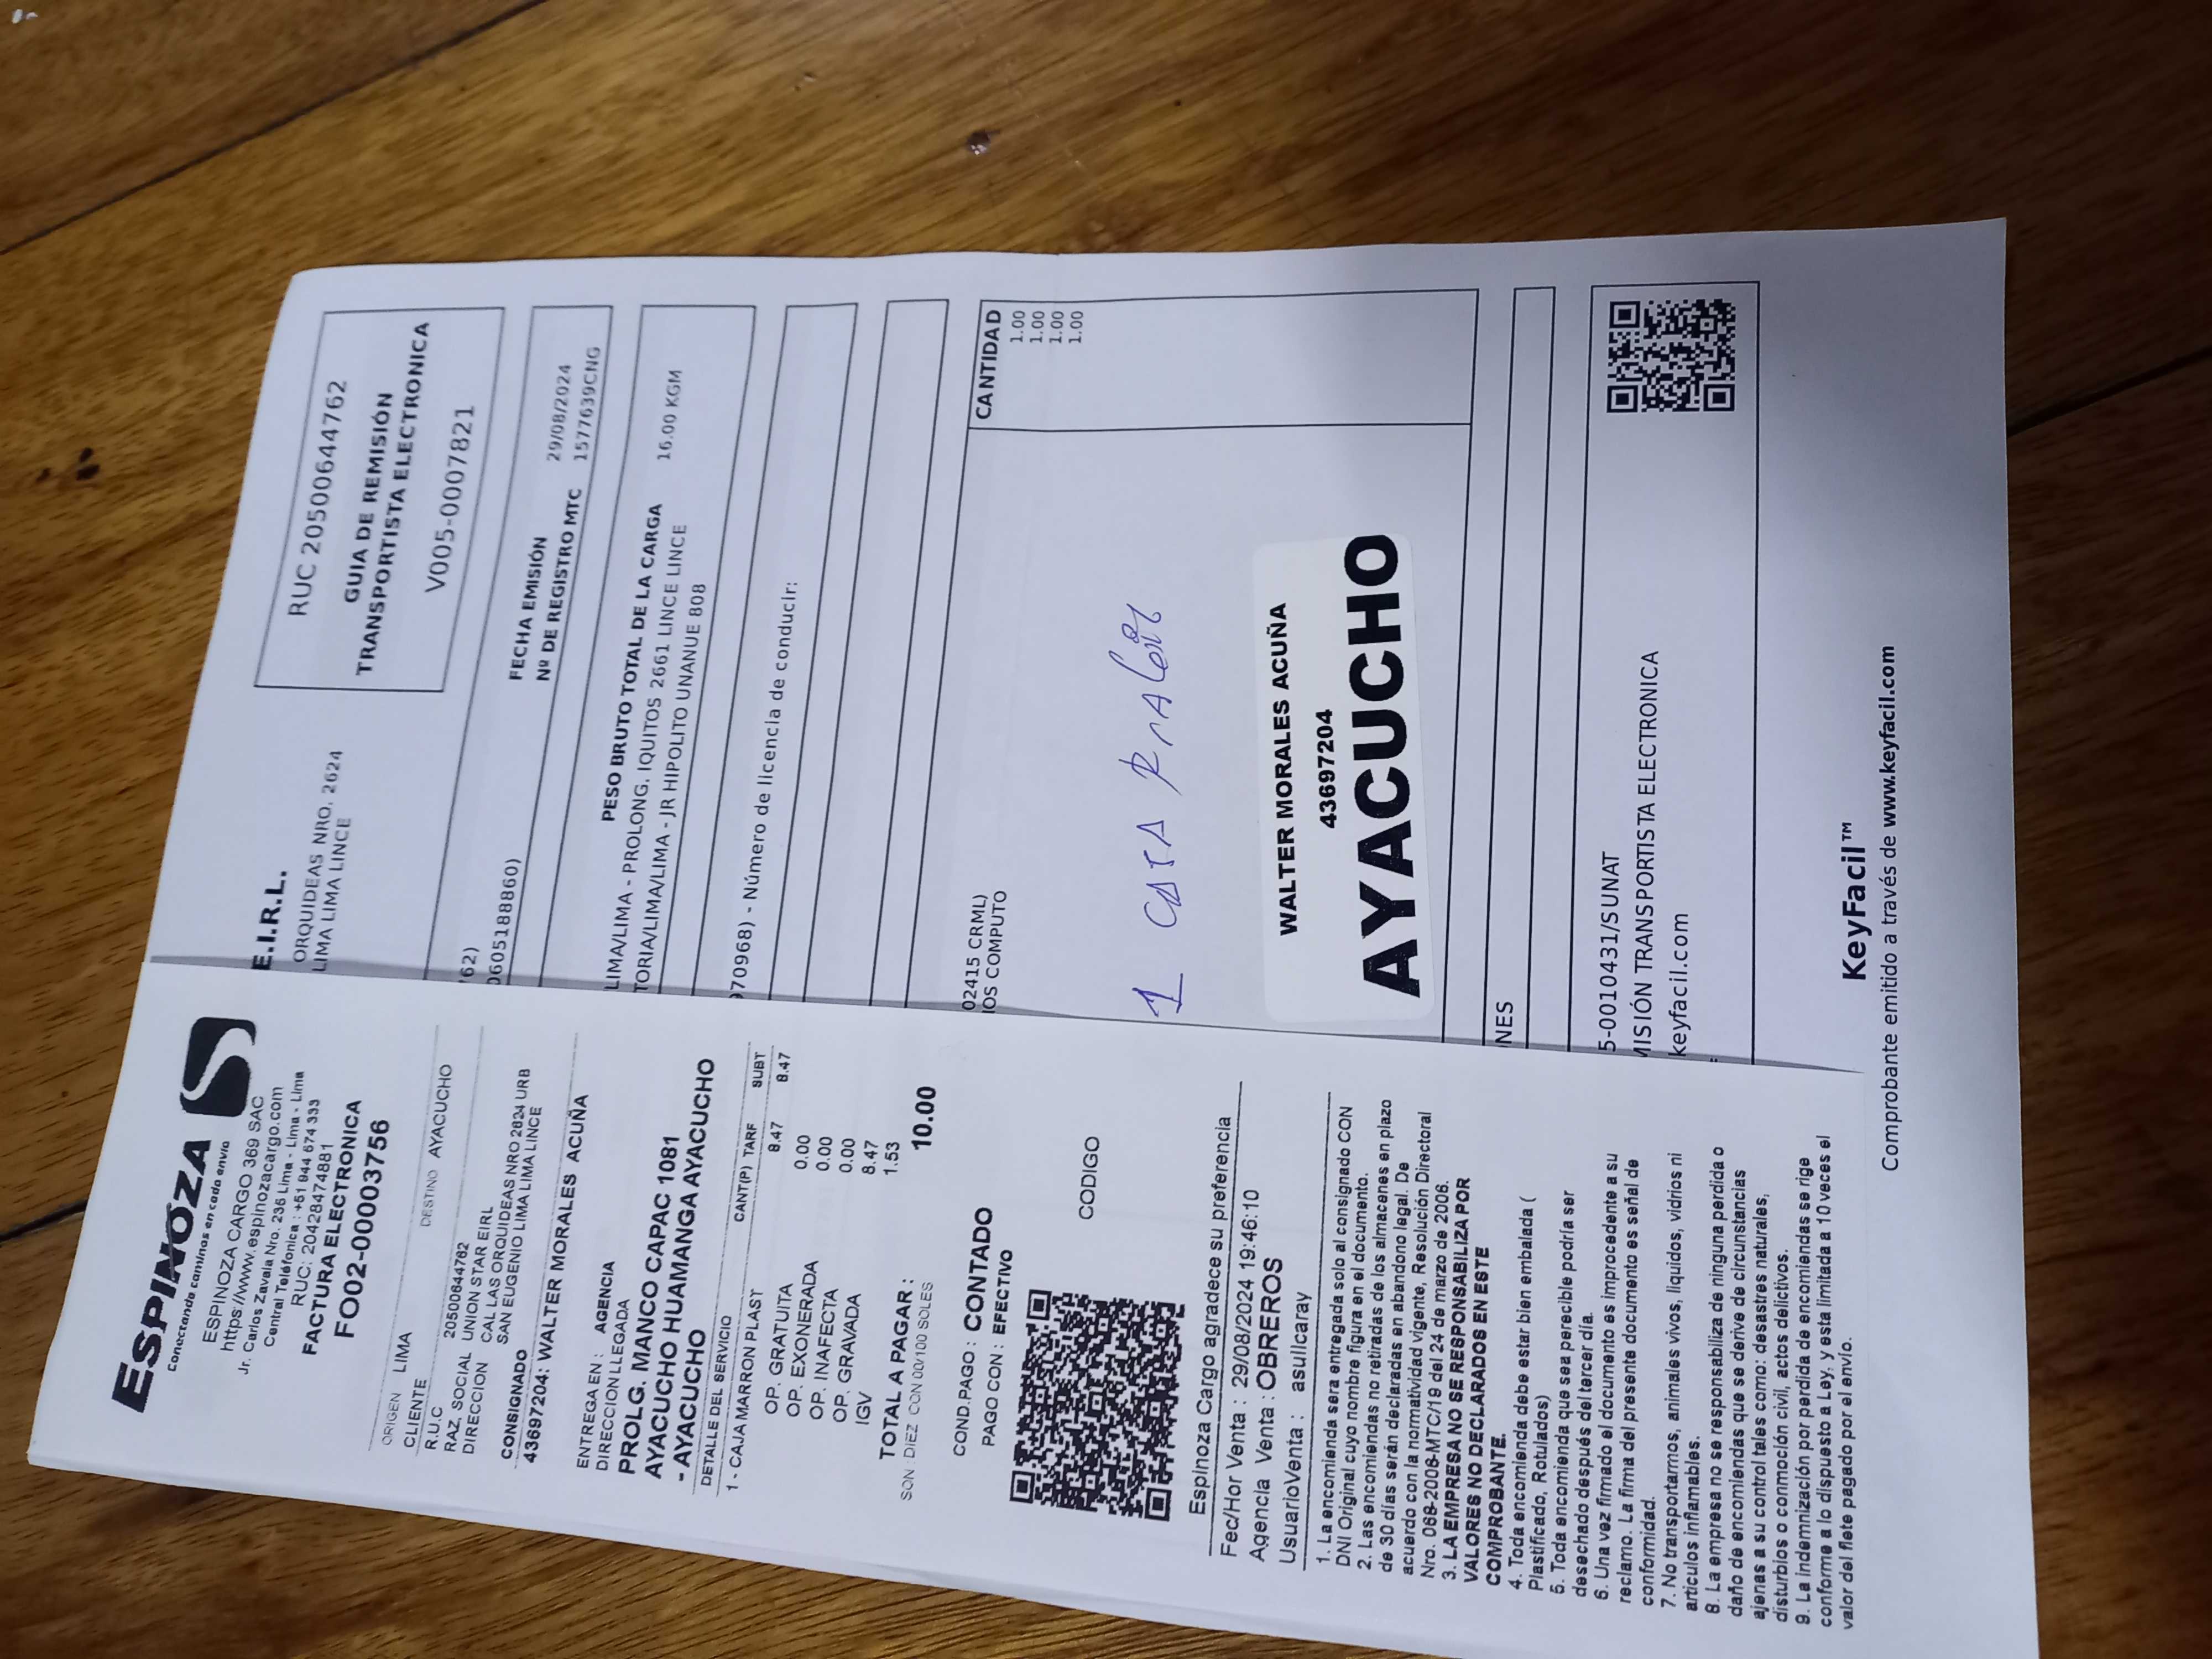 ESPINOZA
Conectando caminos en cada envío
ESPINOZA CARGO 369 SAC
https://www.espinozacargo.com
Jr. Carlos Zavala Nro. 236 Lima - Lima - Lima
Central Telefónica : +51 944 674 333
RUC: 20428474881
FACTURA ELECTRONICA
FO02-00003756
ORIGEN LIMA DESTINO AYACUCHO
CLIENTE
R.U.C 20500644762
RAZ. SOCIAL UNION STAR EIRL
DIRECCION CAL LAS ORQUIDEAS NRO 2624 URB
SAN EUGENIO LIMA LIMA LINCE
CONSIGNADO
43697204: WALTER MORALES ACUÑA
ENTREGA EN : AGENCIA
DIRECCION LLEGADA
PROLG. MANCO CAPAC 1081
AYACUCHO HUAMANGA AYACUCHO
- AYACUCHO
DETALLE DEL SERVICIO CANT(P) TARF SUBT
1 - CAJA MARRON PLAST 8.47 8.47
OP. GRATUITA 0.00
OP. EXONERADA 0.00
OP. INAFECTA 0.00
OP. GRAVADA 8.47
IGV 1.53
TOTAL A PAGAR : 10.00
SON DIEZ CON 00/100 SOLES
COND.PAGO : CONTADO
PAGO CON : EFECTIVO
CODIGO
Espinoza Cargo agradece su preferencia
Fec/Hor Venta : 29/08/2024 19:46:10
Agencia Venta : OBREROS
UsuarioVenta : asullcaray
1. La encomienda sera entregada solo al consignado CON
DNI Original cuyo nombre figura en el documento.
2. Las encomiendas no retiradas de los almacenes en plazo
de 30 días serán declaradas en abandono legal. De
acuerdo con la normatividad vigente, Resolución Directoral
Nro. 068-2006-MTC/19 del 24 de marzo de 2006.
3. LA EMPRESA NO SE RESPONSABILIZA POR
VALORES NO DECLARADOS EN ESTE
COMPROBANTE.
4. Toda encomienda debe estar bien embalada (
Plastificado, Rotulados)
5. Toda encomienda que sea perecible podría ser
desechado después del tercer día.
6. Una vez firmado el documento es improcedente a su
reclamo. La firma del presente documento es señal de
conformidad.
7. No transportarmos, animales vivos, liquidos, vidrios ni
articulos inflamables.
8. La empresa no se responsabiliza de ninguna perdida o
daño de encomiendas que se derive de circunstancias
ajenas a su control tales como: desastres naturales,
disturbios o conmoción civil, actos delictivos.
9. La indemnización por perdida de encomiendas se rige
conforme a lo dispuesto a Ley. y esta limitada a 10 veces el
valor del flete pagado por el envío.
E.I.R.L.
ORQUIDEAS NRO. 2624
LIMA LIMA LINCE
RUC 20500644762
GUIA DE REMISIÓN
TRANSPORTISTA ELECTRONICA
V005-0007821
62)
0605188860)
FECHA EMISIÓN 29/08/2024
Nº DE REGISTRO MTC 1577639CNG
PESO BRUTO TOTAL DE LA CARGA 16.00 KGM
LIMA/LIMA - PROLONG. IQUITOS 2661 LINCE LINCE
TORIA/LIMA/LIMA - JR HIPOLITO UNANUE 808
970968) - Número de licencia de conducir:
CANTIDAD
1.00
1.00
1.00
1.00
02415 CRML)
IOS COMPUTO
1 CAJA
WALTER MORALES ACUÑA
43697204
AYACUCHO
NES
5-0010431/SUNAT
MISIÓN TRANSPORTISTA ELECTRONICA
keyfacil.com
KeyFacil™
Comprobante emitido a través de www.keyfacil.com